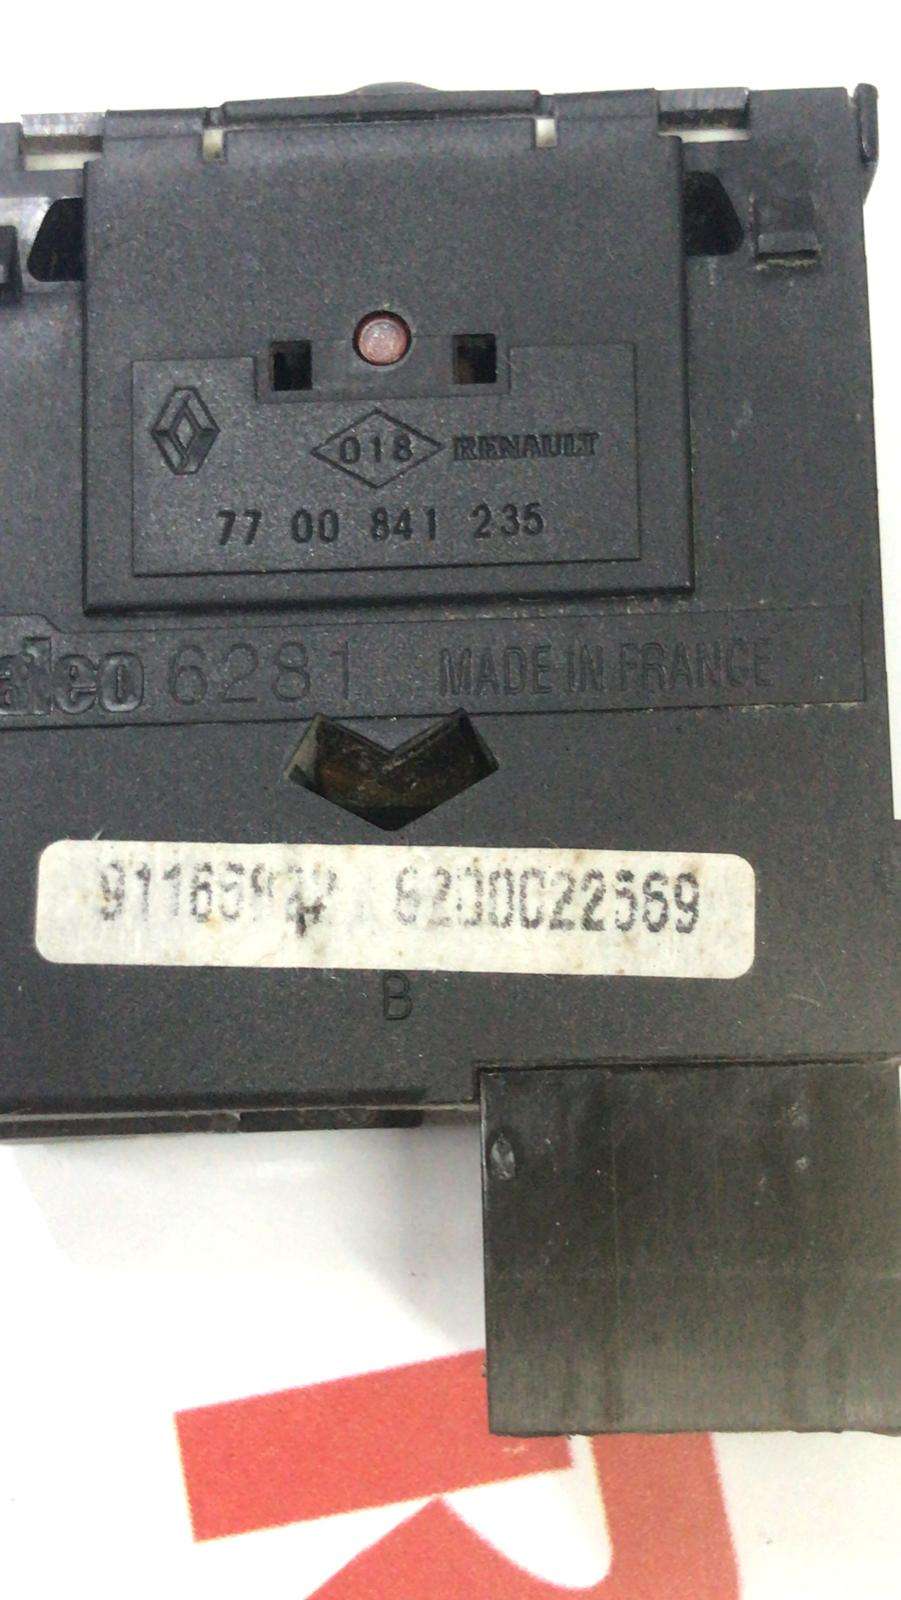 018 RENAULT
77 00 841 235
6281 MADE IN FRANCE
8200022569
B